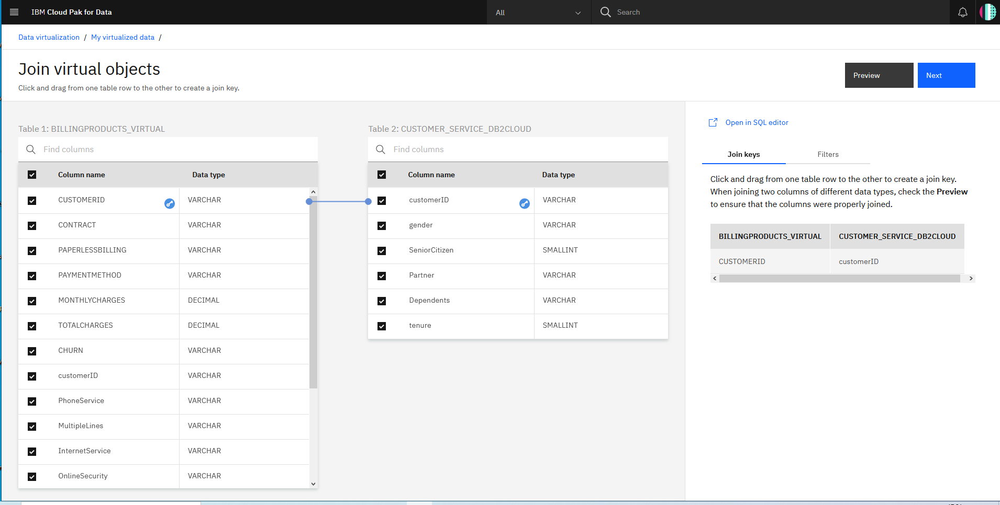 IBM Cloud Pak for Data
All
Search
Data virtualization / My virtualized data /
Join virtual objects
Click and drag from one table row to the other to create a join key.
Preview
Next
Table 1: BILLINGPRODUCTS_VIRTUAL
Find columns
Column name Data type
CUSTOMERID VARCHAR
CONTRACT VARCHAR
PAPERLESSBILLING VARCHAR
PAYMENTMETHOD VARCHAR
MONTHLYCHARGES DECIMAL
TOTALCHARGES DECIMAL
CHURN VARCHAR
customerID VARCHAR
PhoneService VARCHAR
MultipleLines VARCHAR
InternetService VARCHAR
OnlineSecurity VARCHAR
Table 2: CUSTOMER_SERVICE_DB2CLOUD
Find columns
Column name Data type
customerID VARCHAR
gender VARCHAR
SeniorCitizen SMALLINT
Partner VARCHAR
Dependents VARCHAR
tenure SMALLINT
Open in SQL editor
Join keys Filters
Click and drag from one table row to the other to create a join key.
When joining two columns of different data types, check the Preview
to ensure that the columns were properly joined.
BILLINGPRODUCTS_VIRTUAL CUSTOMER_SERVICE_DB2CLOUD
CUSTOMERID customerID